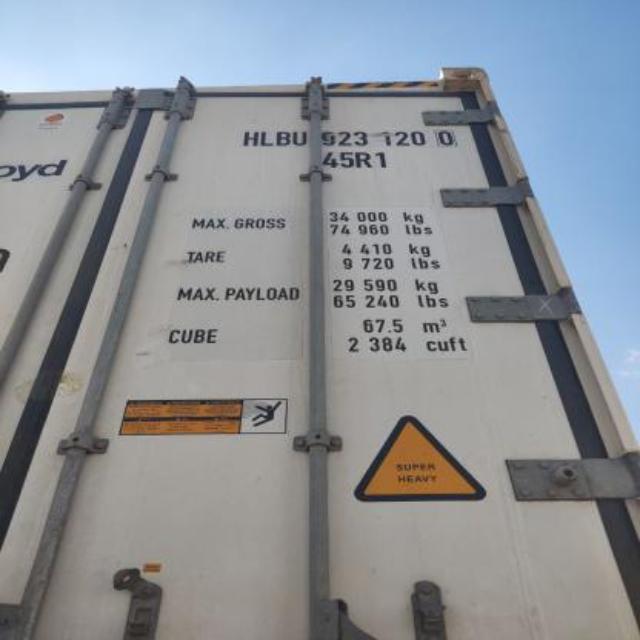 oyd
HLBU 923 120 0
45R1
MAX. GROSS 34 000 kg
74 960 lbs
TARE 4 410 kg
9 720 lbs
MAX. PAYLOAD 29 590 kg
65 240 lbs
CUBE 67.5 m³
2 384 cuft
SUPER
HEAVY